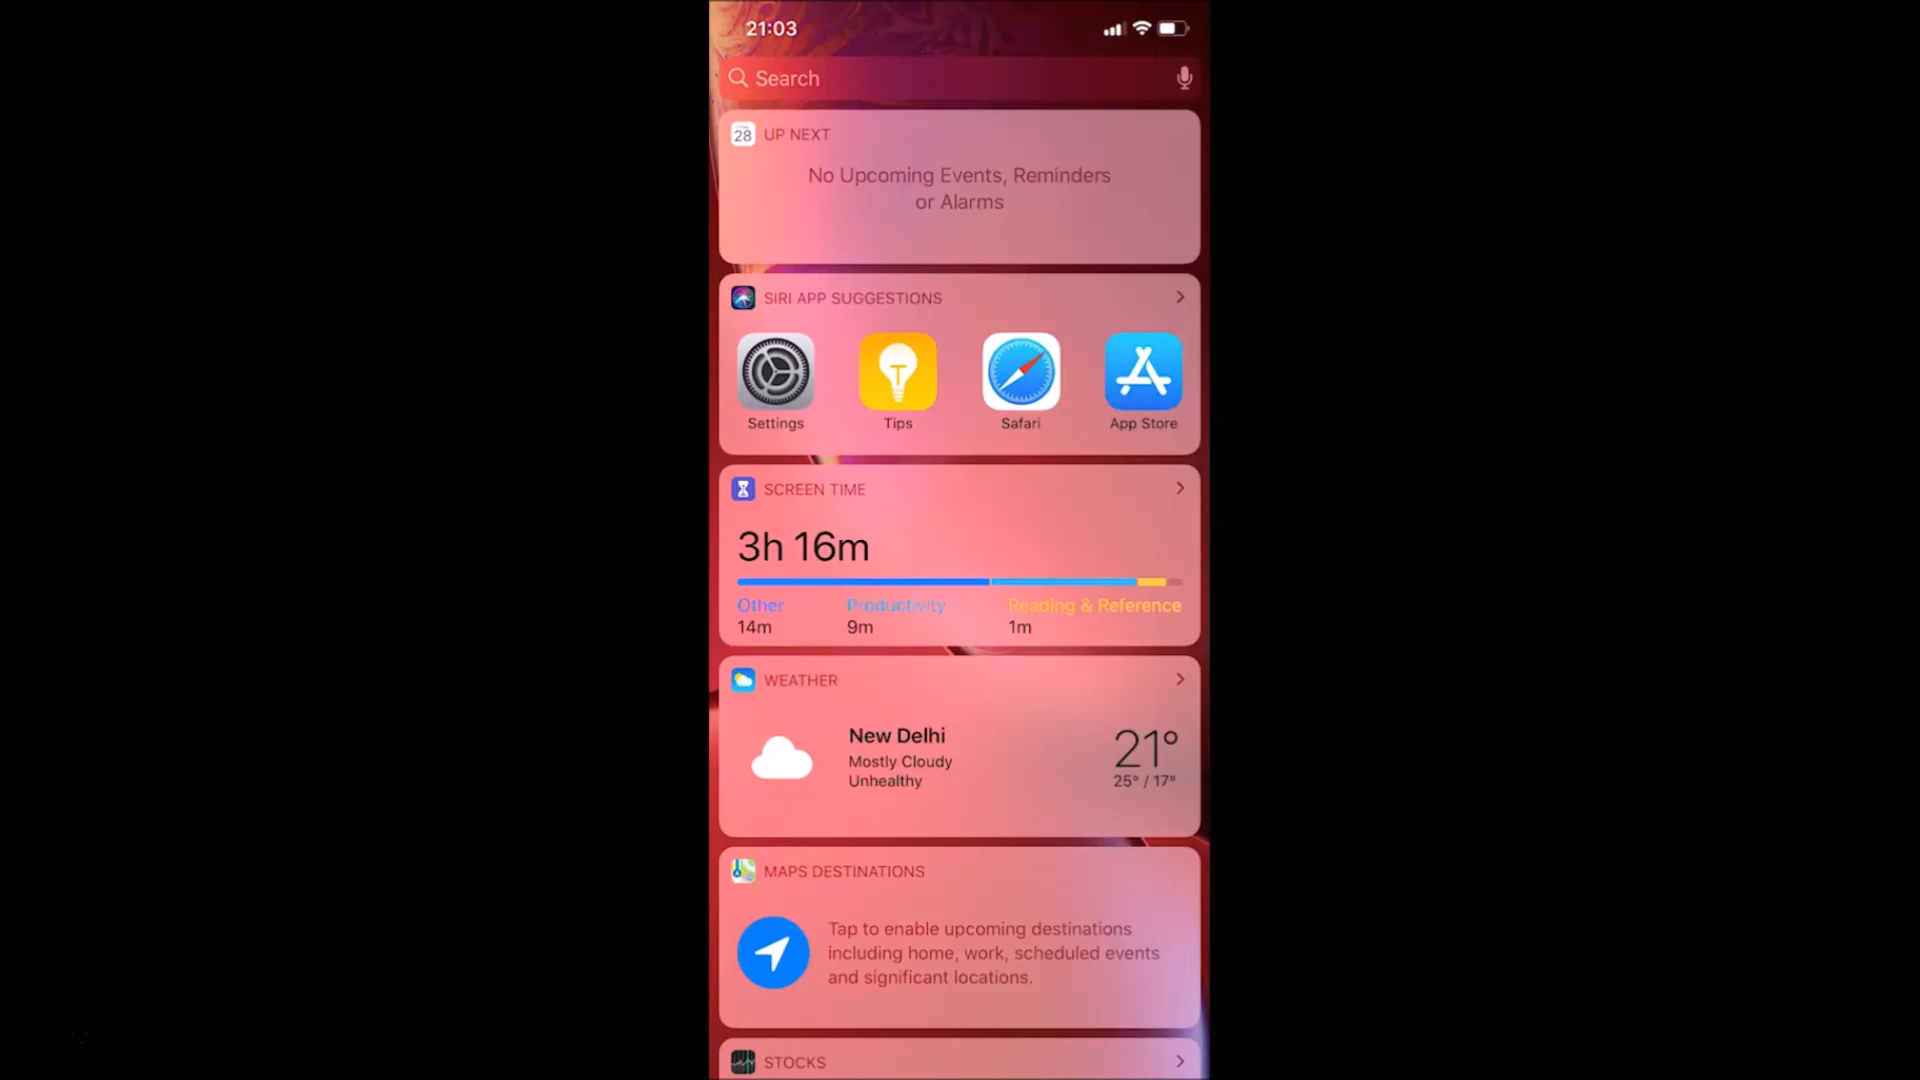 21:03
Search
28 UP NEXT
No Upcoming Events, Reminders
or Alarms
SIRI APP SUGGESTIONS
Settings Tips Safari App Store
SCREEN TIME
3h 16m
Other Productivity Reading & Reference
14m 9m 1m
WEATHER
New Delhi 21°
Mostly Cloudy
Unhealthy 25° / 17°
MAPS DESTINATIONS
Tap to enable upcoming destinations
including home, work, scheduled events
and significant locations.
STOCKS